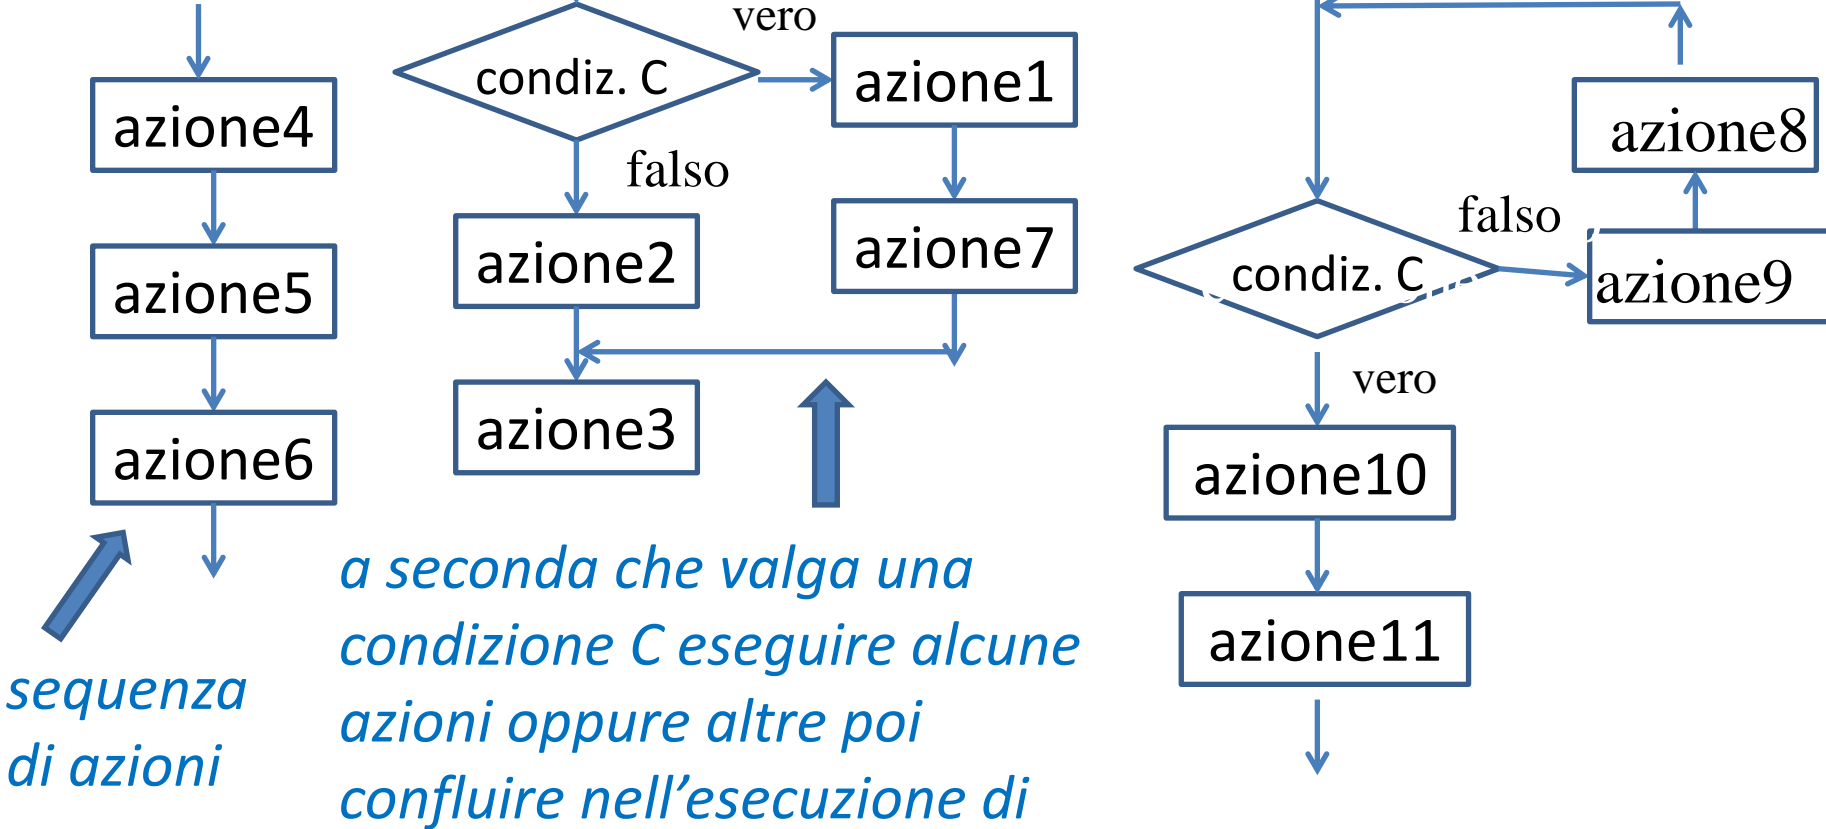 azione4
azione5
azione6
sequenza
di azioni
vero
condiz. C
azione1
falso
azione2
azione7
azione3
a seconda che valga una
condizione C eseguire alcune
azioni oppure altre poi
confluire nell’esecuzione di
azione8
falso
condiz. C
azione9
vero
azione10
azione11